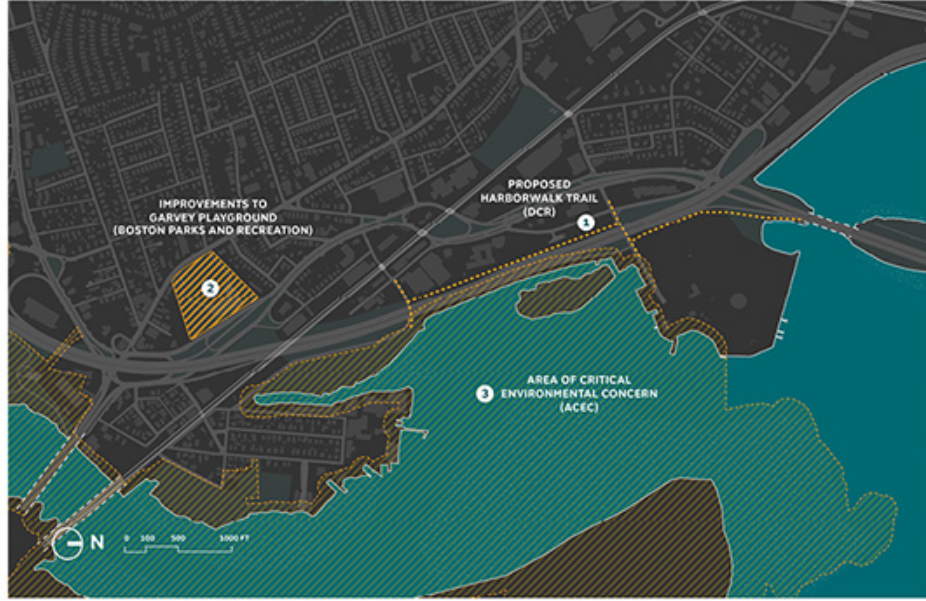 PROPOSED
HARBORWALK TRAIL
(DCR)
1
IMPROVEMENTS TO
GARVEY PLAYGROUND
(BOSTON PARKS AND RECREATION)
2
3
AREA OF CRITICAL
ENVIRONMENTAL CONCERN
(ACEC)
N
0 100 500 1000 FT